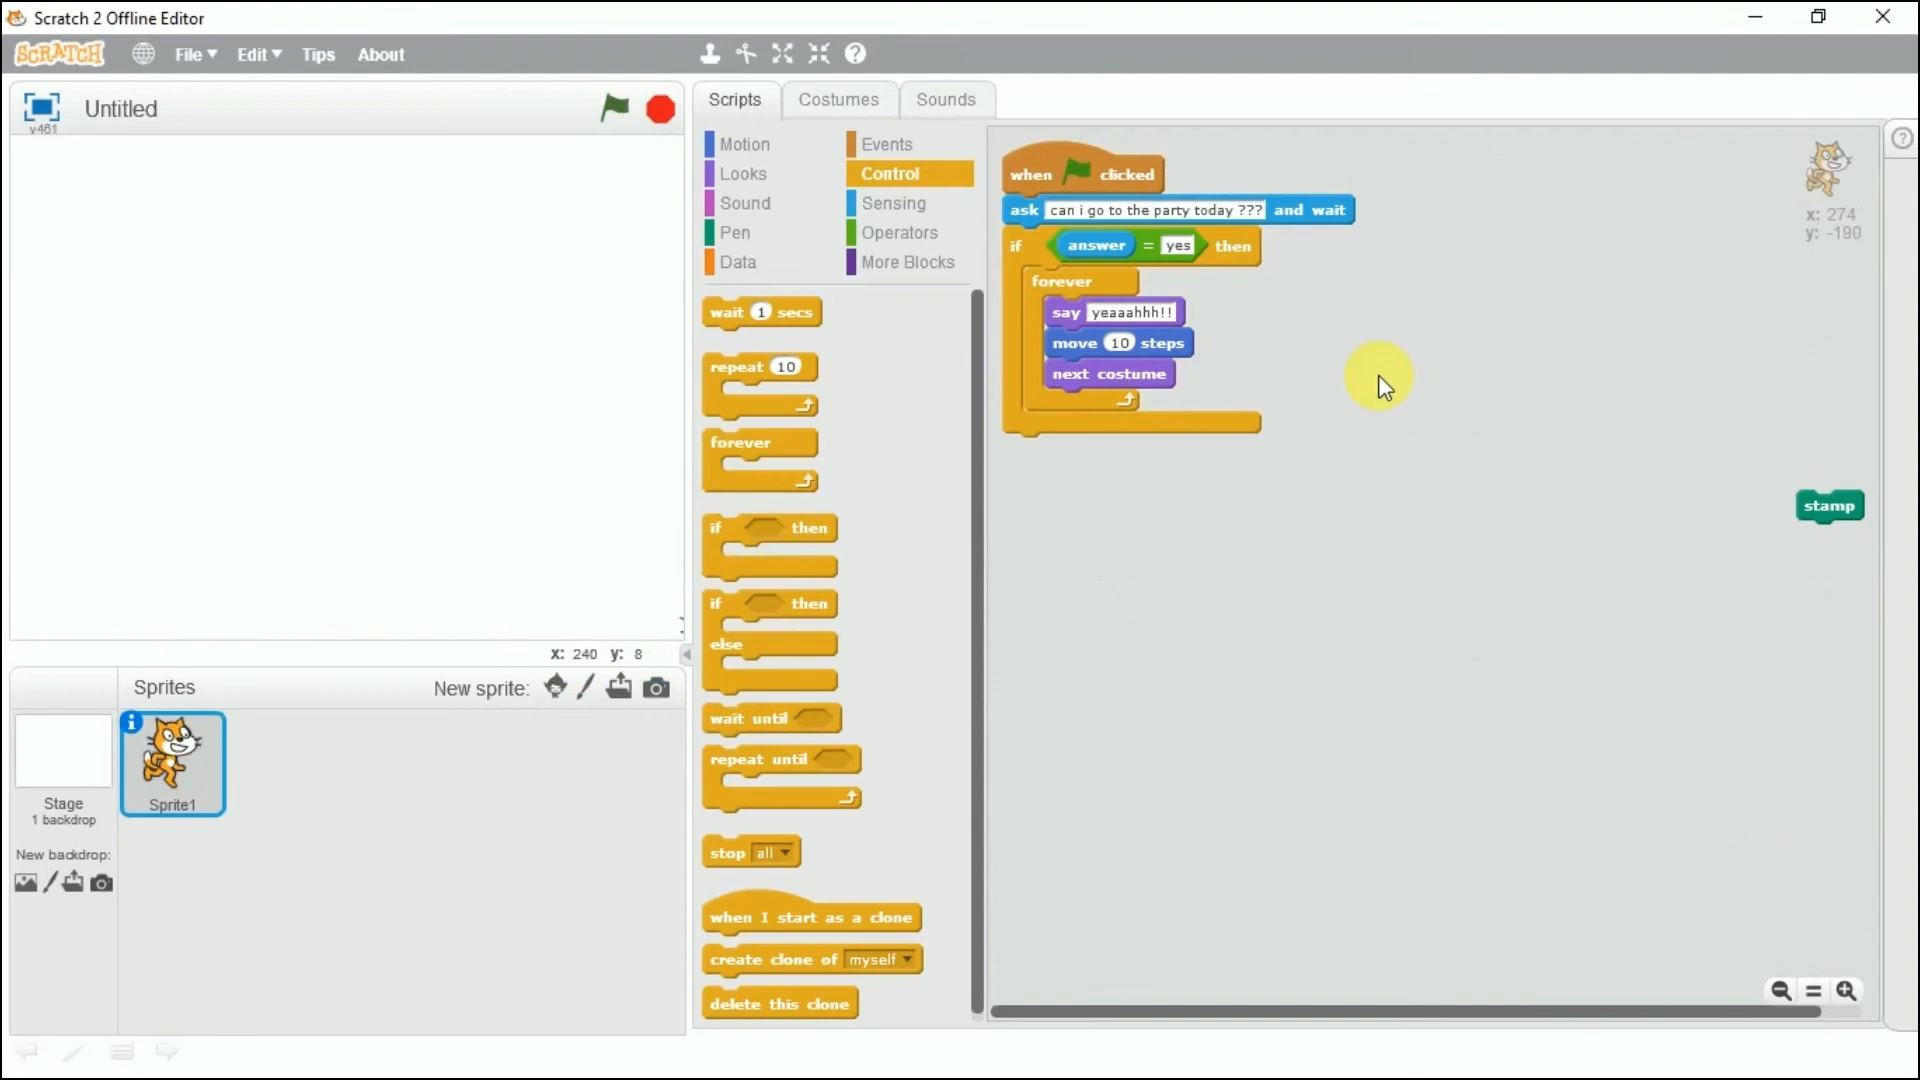 Scratch 2 Offline Editor
SCRATCH File Edit Tips About
v461
Untitled
Scripts Costumes Sounds
Motion Events
Looks Control
Sound Sensing
Pen Operators
Data More Blocks
wait 1 secs
repeat 10
forever
if then
if then
else
wait until
repeat until
stop all
when I start as a clone
create clone of myself
delete this clone
when clicked
ask can i go to the party today ??? and wait
if answer = yes then
forever
say yeaaahhh!!
move 10 steps
next costume
x: 274
y: -190
stamp
x: 240 y: 8
Sprites New sprite:
Sprite1
Stage
1 backdrop
New backdrop: